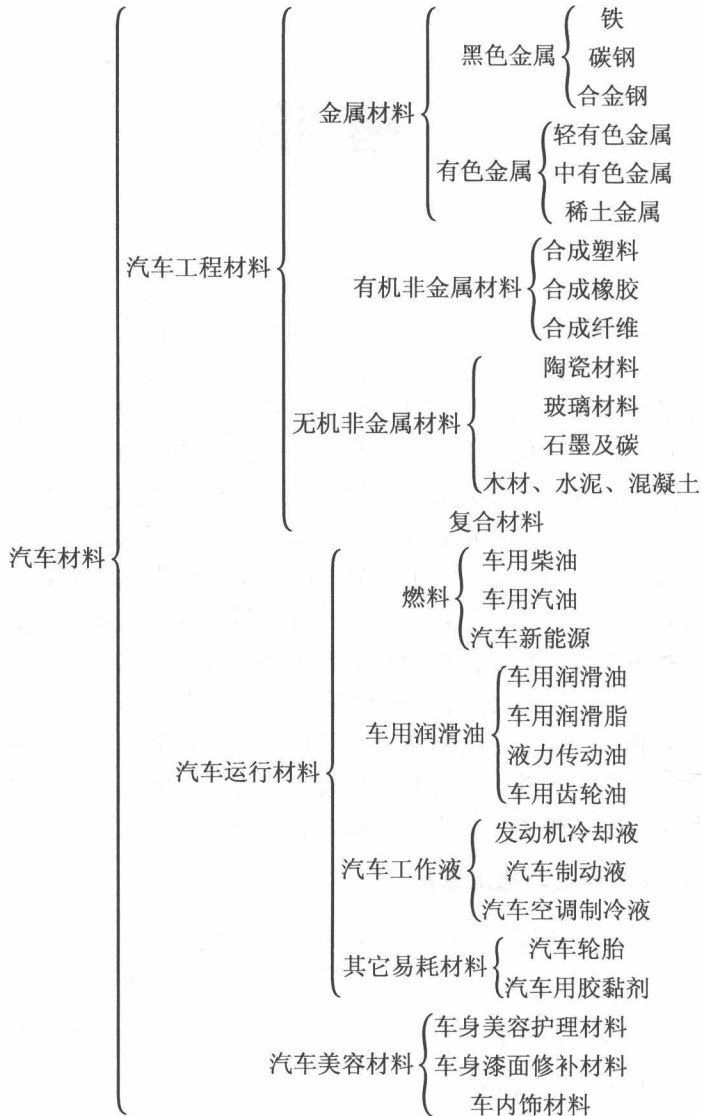 铁
黑色金属
碳钢
合金钢
金属材料
轻有色金属
有色金属
中有色金属
稀土金属
汽车工程材料
合成塑料
有机非金属材料
合成橡胶
合成纤维
陶瓷材料
玻璃材料
无机非金属材料
石墨及碳
木材、水泥、混凝土
复合材料
汽车材料
车用柴油
燃料
车用汽油
汽车新能源
车用润滑油
车用润滑油
车用润滑脂
液力传动油
车用齿轮油
汽车运行材料
发动机冷却液
汽车工作液
汽车制动液
汽车空调制冷液
其它易耗材料
汽车轮胎
汽车用胶黏剂
车身美容护理材料
汽车美容材料
车身漆面修补材料
车内饰材料